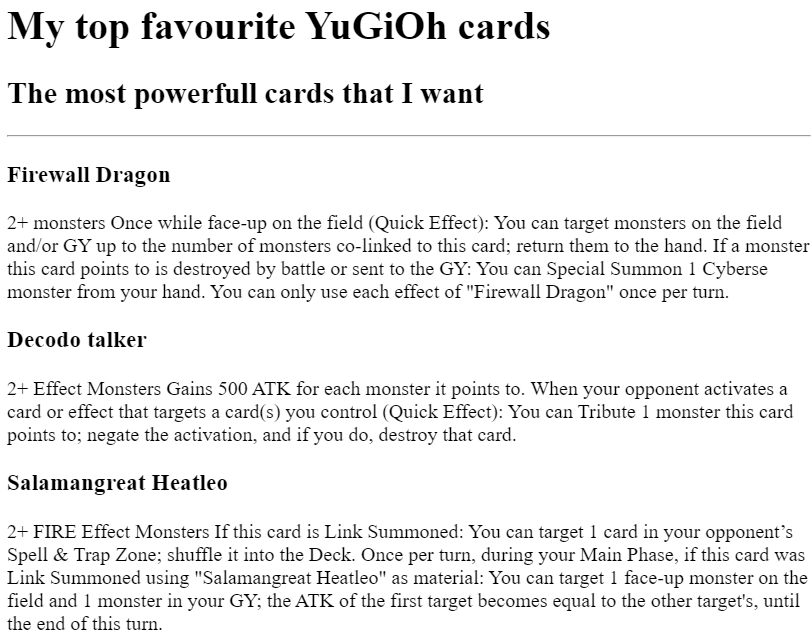 My top favourite YuGiOh cards
The most powerfull cards that I want
Firewall Dragon
2+ monsters Once while face-up on the field (Quick Effect): You can target monsters on the field
and/or GY up to the number of monsters co-linked to this card; return them to the hand. If a monster
this card points to is destroyed by battle or sent to the GY: You can Special Summon 1 Cyberse
monster from your hand. You can only use each effect of "Firewall Dragon" once per turn.
Decodo talker
2+ Effect Monsters Gains 500 ATK for each monster it points to. When your opponent activates a
card or effect that targets a card(s) you control (Quick Effect): You can Tribute 1 monster this card
points to; negate the activation, and if you do, destroy that card.
Salamangreat Heatleo
2+ FIRE Effect Monsters If this card is Link Summoned: You can target 1 card in your opponent’s
Spell & Trap Zone; shuffle it into the Deck. Once per turn, during your Main Phase, if this card was
Link Summoned using "Salamangreat Heatleo" as material: You can target 1 face-up monster on the
field and 1 monster in your GY; the ATK of the first target becomes equal to the other target's, until
the end of this turn.